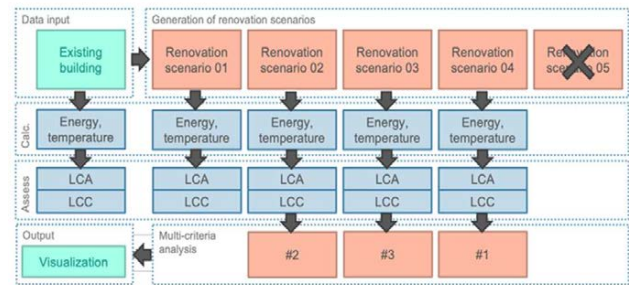 Data input
Generation of renovation scenarios
Existing
building
Renovation
scenario 01
Renovation
scenario 02
Renovation
scenario 03
Renovation
scenario 04
Renovation
scenario 05
Calc.
Energy,
temperature
Energy,
temperature
Energy,
temperature
Energy,
temperature
Energy,
temperature
Assess
LCA
LCC
LCA
LCC
LCA
LCC
LCA
LCC
LCA
LCC
Output
Visualization
Multi-criteria
analysis
#2
#3
#1